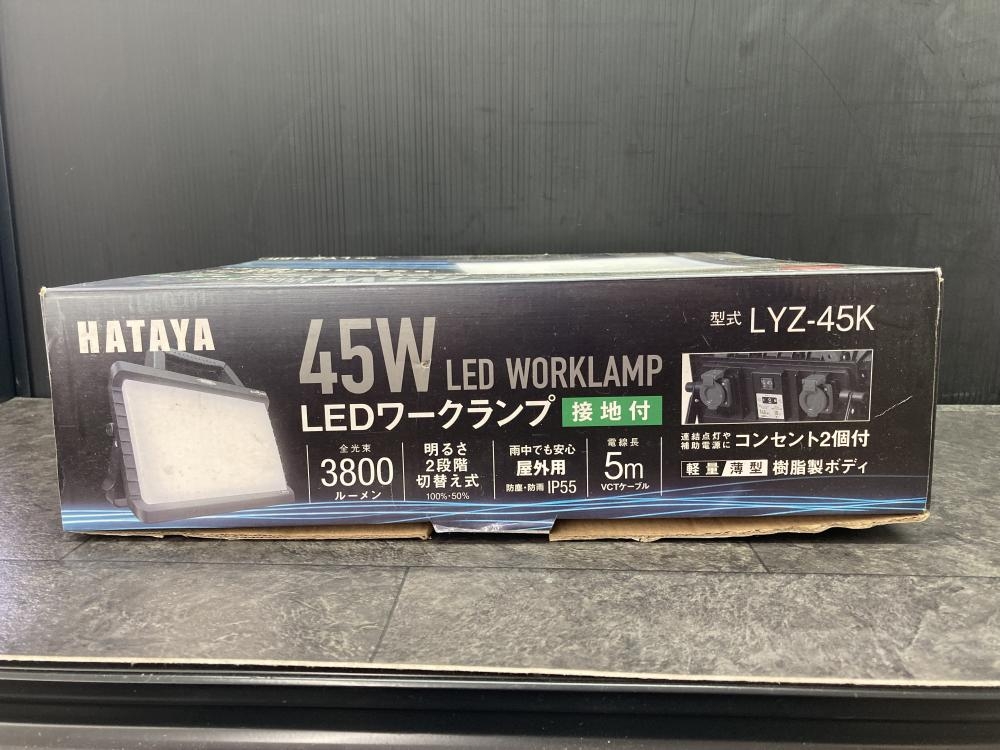 HATAYA
45W LED WORKLAMP
LEDワークランプ 接地付
全光束
3800
ルーメン
明るさ
2段階
切替え式
100%・50%
雨中でも安心
屋外用
防塵・防雨 IP55
電線長
5m
VCTケーブル
型式 LYZ-45K
連結点灯や
補助電源に コンセント2個付
軽量 薄型 樹脂製ボディ